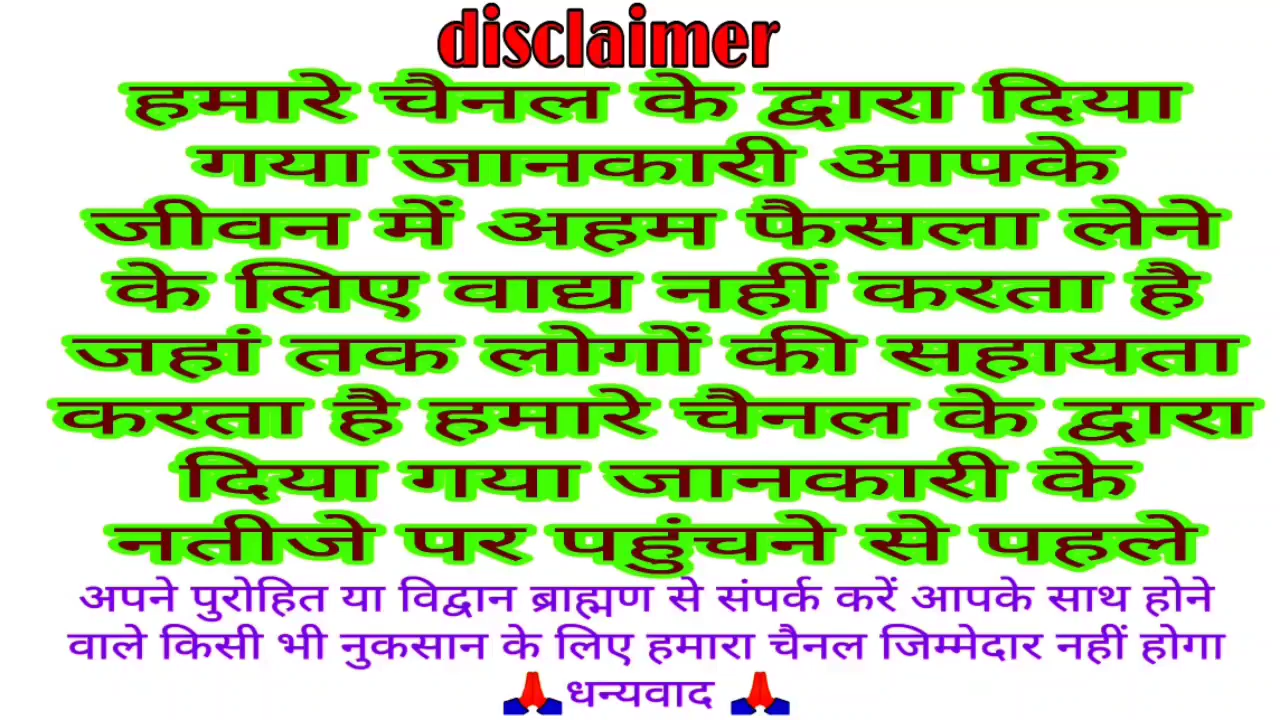 disclaimer
हमारे चैनल के द्वारा दिया
गया जानकारी आपके
जीवन में अहम फैसला लेने
के लिए वाद्य नहीं करता है
जहां तक लोगों की सहायता
करता है हमारे चैनल के द्वारा
दिया गया जानकारी के
नतीजे पर पहुंचने से पहले
अपने पुरोहित या विद्वान ब्राह्मण से संपर्क करें आपके साथ होने
वाले किसी भी नुकसान के लिए हमारा चैनल जिम्मेदार नहीं होगा
🙏धन्यवाद 🙏